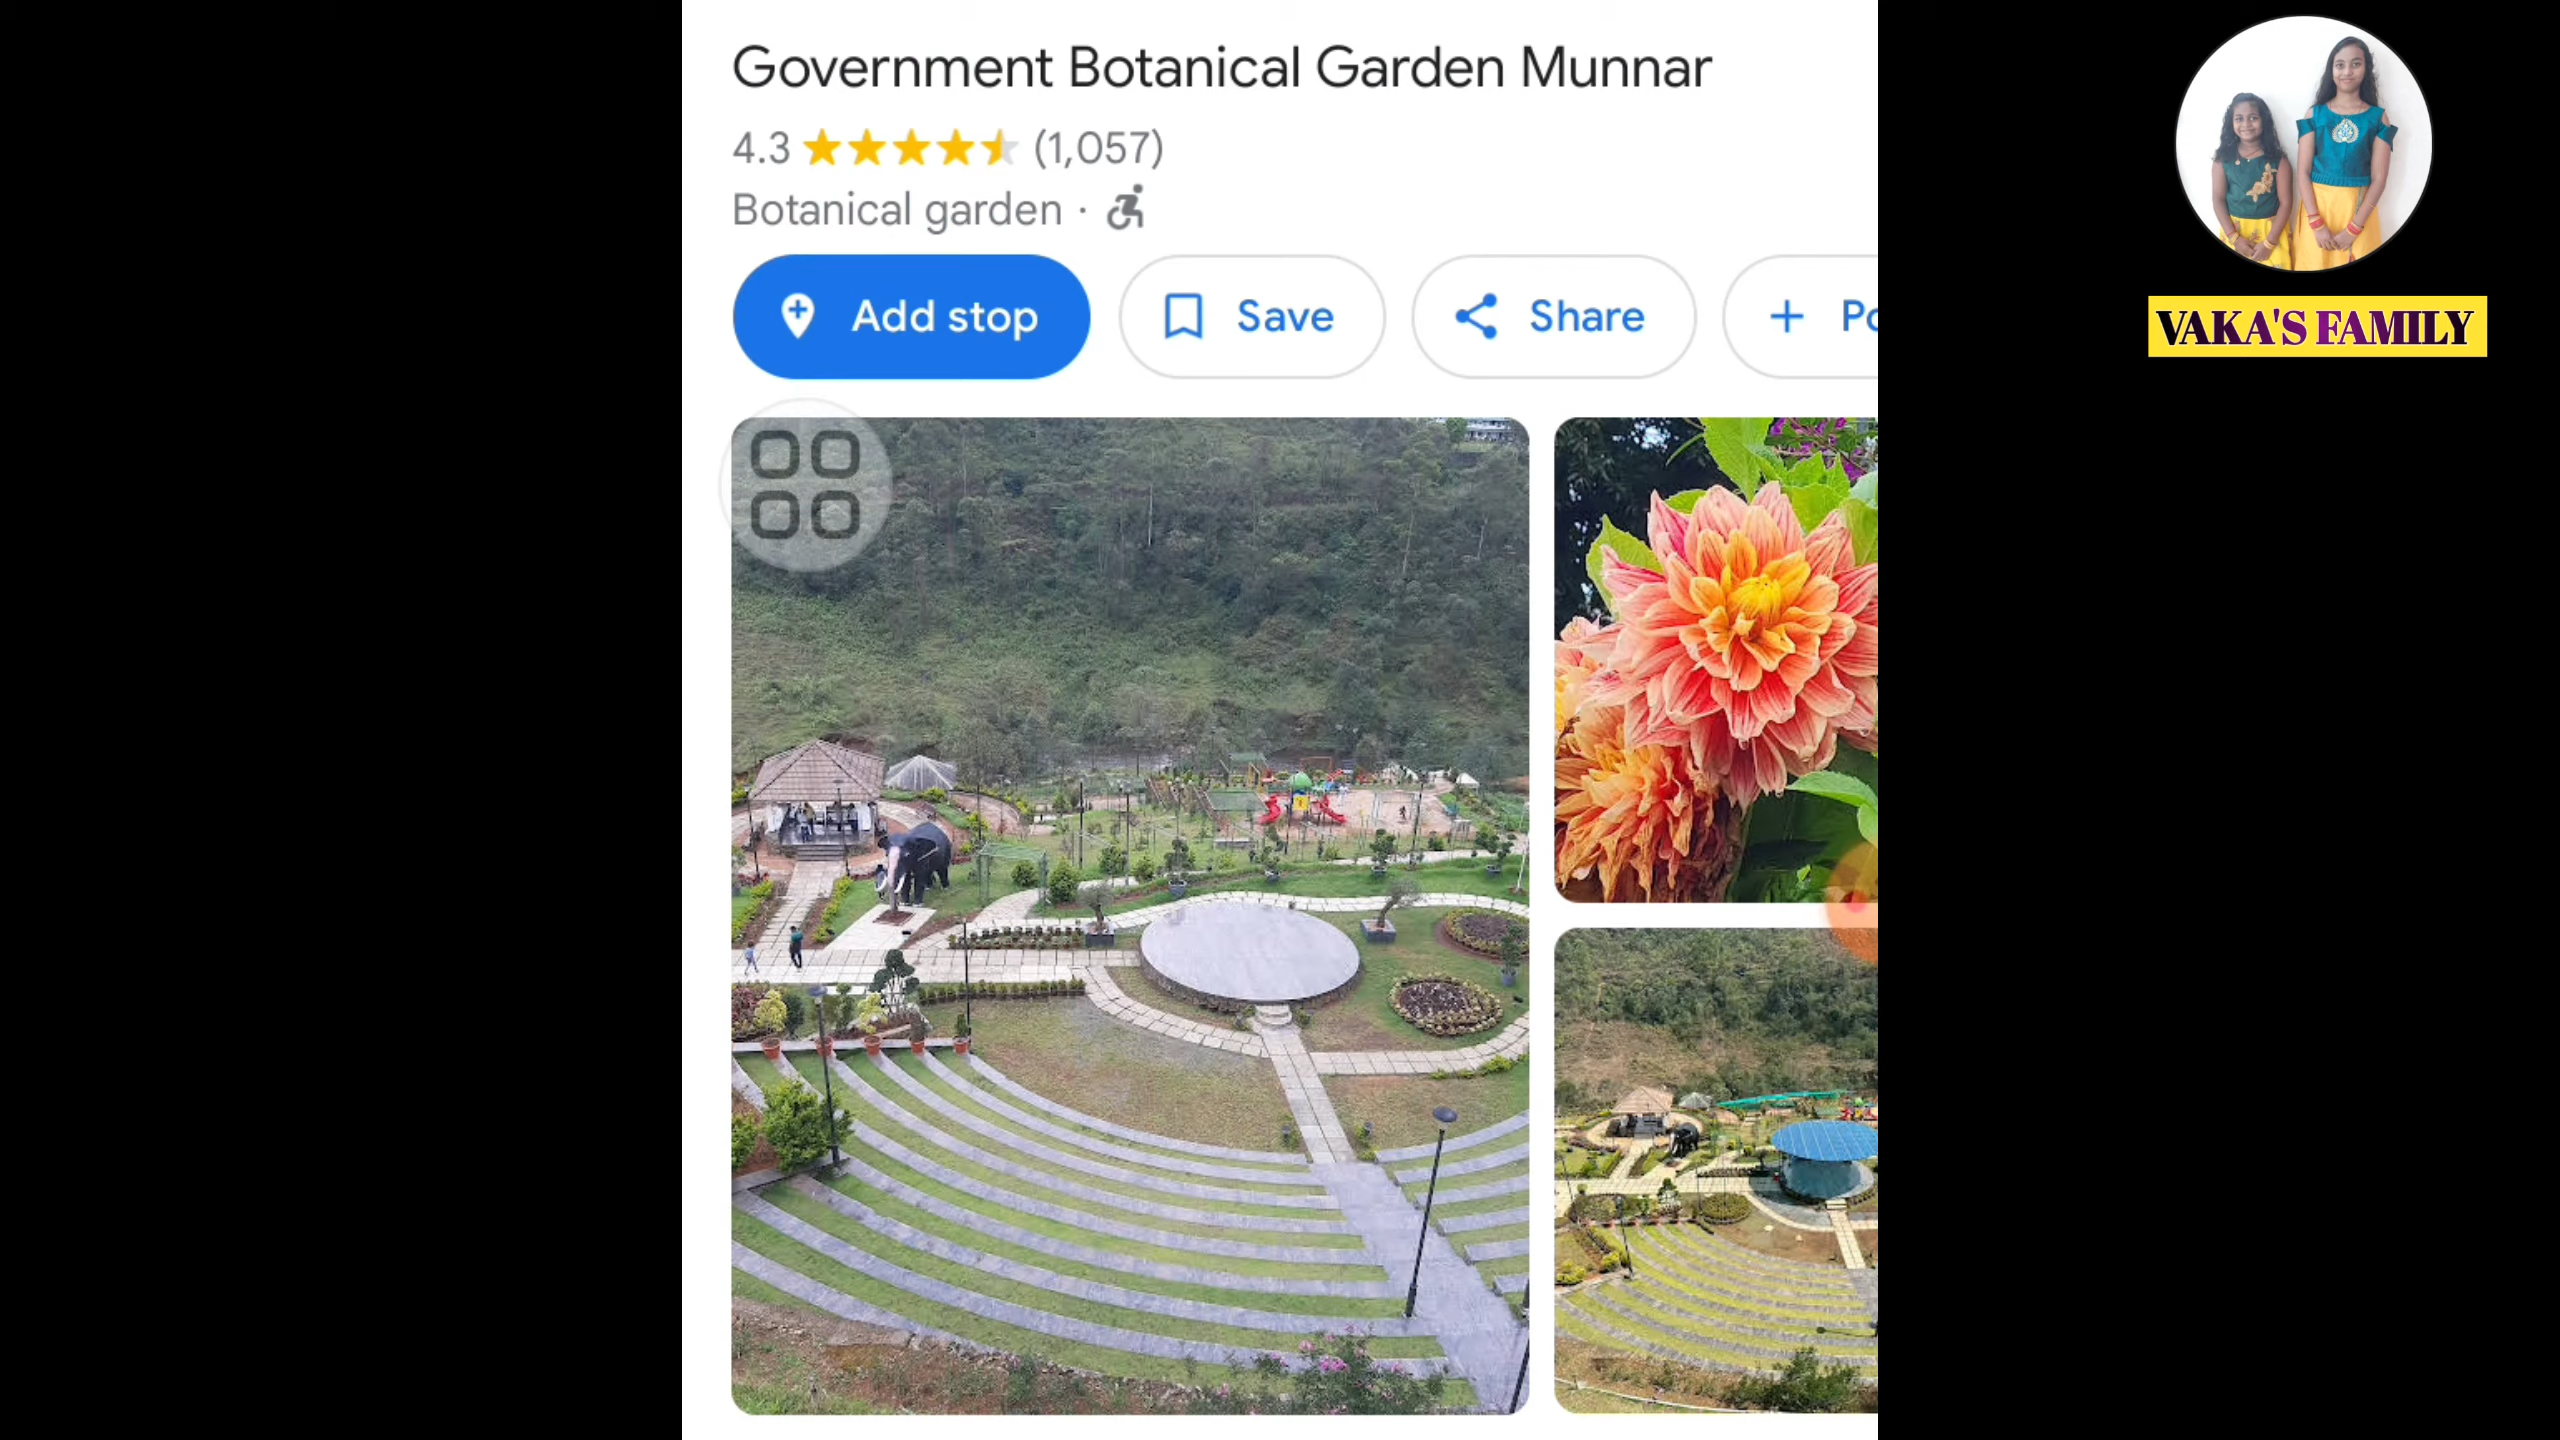 Government Botanical Garden Munnar
4.3 (1,057)
Botanical garden ·
Add stop
Save
Share
VAKA'S FAMILY